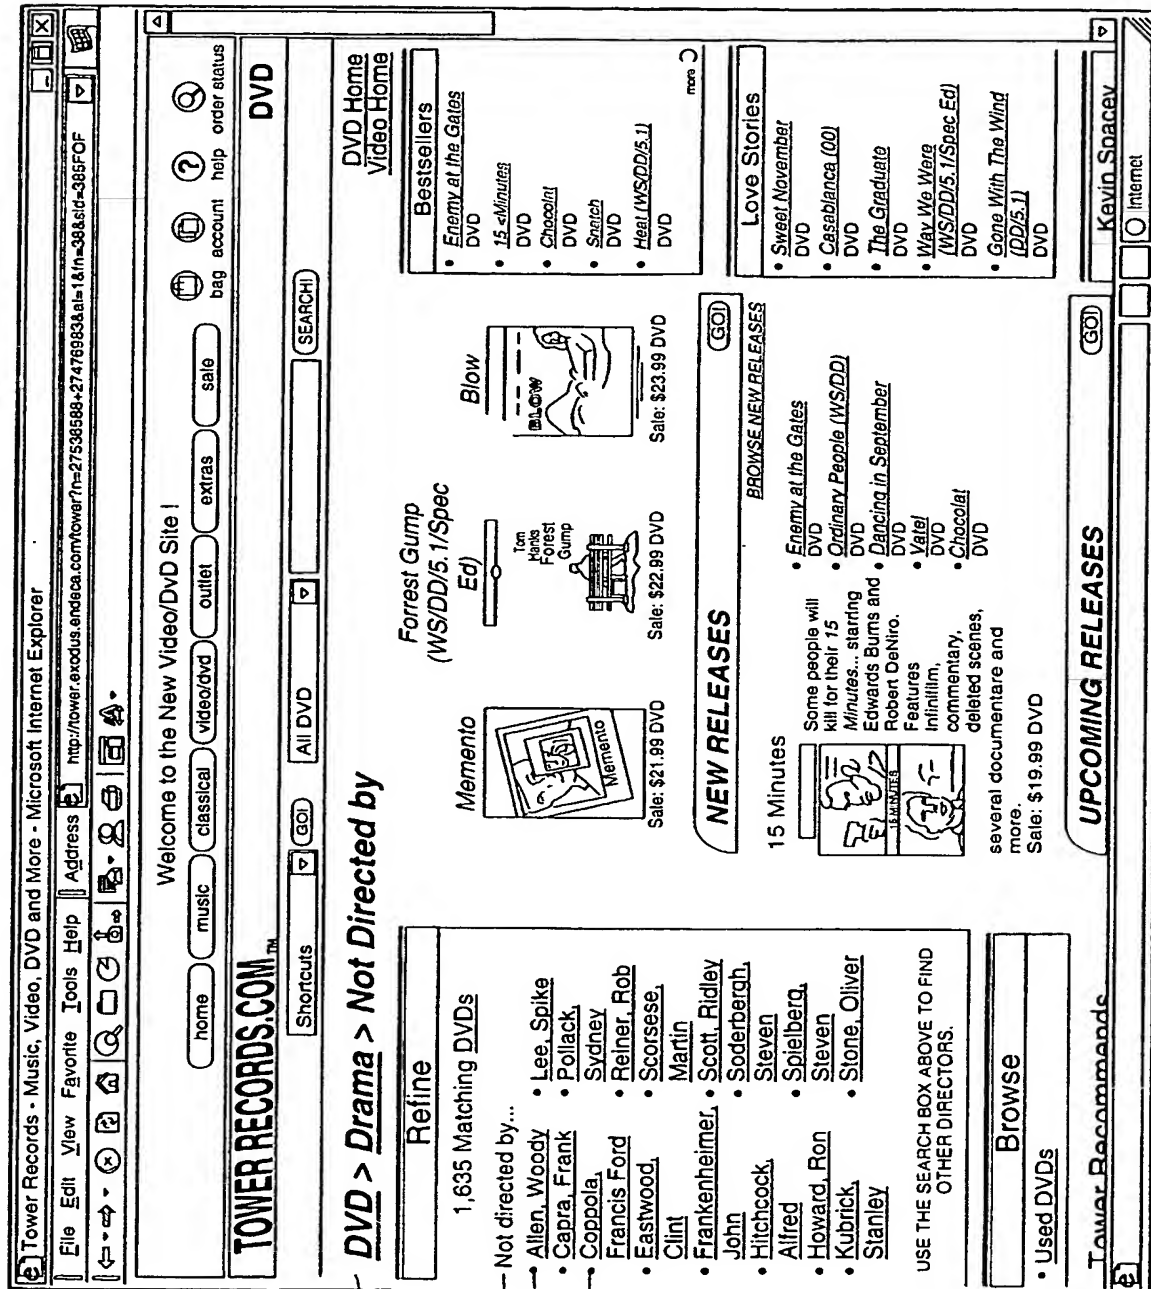 Tower Records - Music, Video, DVD and More - Microsoft Internet Explorer
File Edit View Favorite Tools Help Address http://tower.exodus.endeca.com/tower?n=27538588+27476983&al=1&fn=38&sid=385FOF
Welcome to the New Video/DvD Site !
home music classical video/dvd outlet extras sale
bag account help order status
TOWER RECORDS.COM TM
DVD
Shortcuts GO! All DVD SEARCH!
DVD > Drama > Not Directed by
DVD Home
Video Home
Refine
1,635 Matching DVDs
Not directed by...
• Allen, Woody
• Capra, Frank
• Coppola,
Francis Ford
• Eastwood,
Clint
• Frankenheimer,
John
• Hitchcock,
Alfred
• Howard, Ron
• Kubrick,
Stanley
• Lee, Spike
• Pollack,
Sydney
• Reiner, Rob
• Scorsese,
Martin
• Scott, Ridley
• Soderbergh,
Steven
• Spielberg,
Steven
• Stone, Oliver
USE THE SEARCH BOX ABOVE TO FIND
OTHER DIRECTORS.
Browse
• Used DVDs
Tower Recommends
Memento
Memento
Sale: $21.99 DVD
Forrest Gump
(WS/DD/5.1/Spec
Ed)
Tom
Hanks
Forest
Gump
Sale: $22.99 DVD
Blow
BLOW
Sale: $23.99 DVD
NEW RELEASES GO!
BROWSE NEW RELEASES
15 Minutes
15 MINUTES
Some people will
kill for their 15
Minutes... starring
Edwards Burns and
Robert DeNiro.
Features
Infinifilm,
commentary,
deleted scenes,
several documentare and
more.
Sale: $19.99 DVD
• Enemy at the Gates
DVD
• Ordinary People (WS/DD)
DVD
• Dancing in September
DVD
• Vatel
DVD
• Chocolat
DVD
UPCOMING RELEASES GO!
Bestsellers
• Enemy at the Gates
DVD
• 15 <Minutes
DVD
• Chocolnt
DVD
• Snatch
DVD
• Heat (WS/DD/5.1)
DVD
more
Love Stories
• Sweet November
DVD
• Casablanca (00)
DVD
• The Graduate
DVD
• Way We Were
(WS/DD/5.1/Spec Ed)
DVD
• Gone With The Wind
(DD/5.1)
DVD
Kevin Spacey
Internet